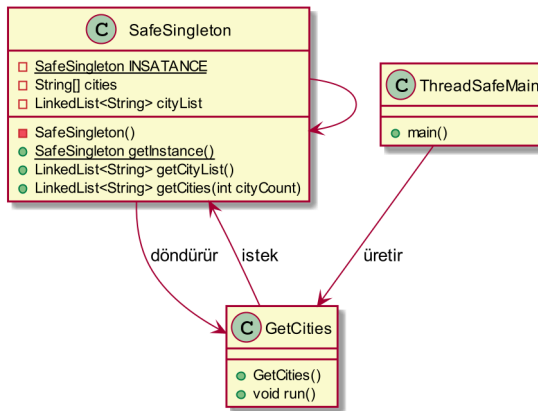 C SafeSingleton
SafeSingleton INSATANCE
String[] cities
LinkedList<String> cityList
SafeSingleton()
SafeSingleton getInstance()
LinkedList<String> getCityList()
LinkedList<String> getCities(int cityCount)
C ThreadSafeMain
main()
döndürür
istek
üretir
C GetCities
GetCities()
void run()